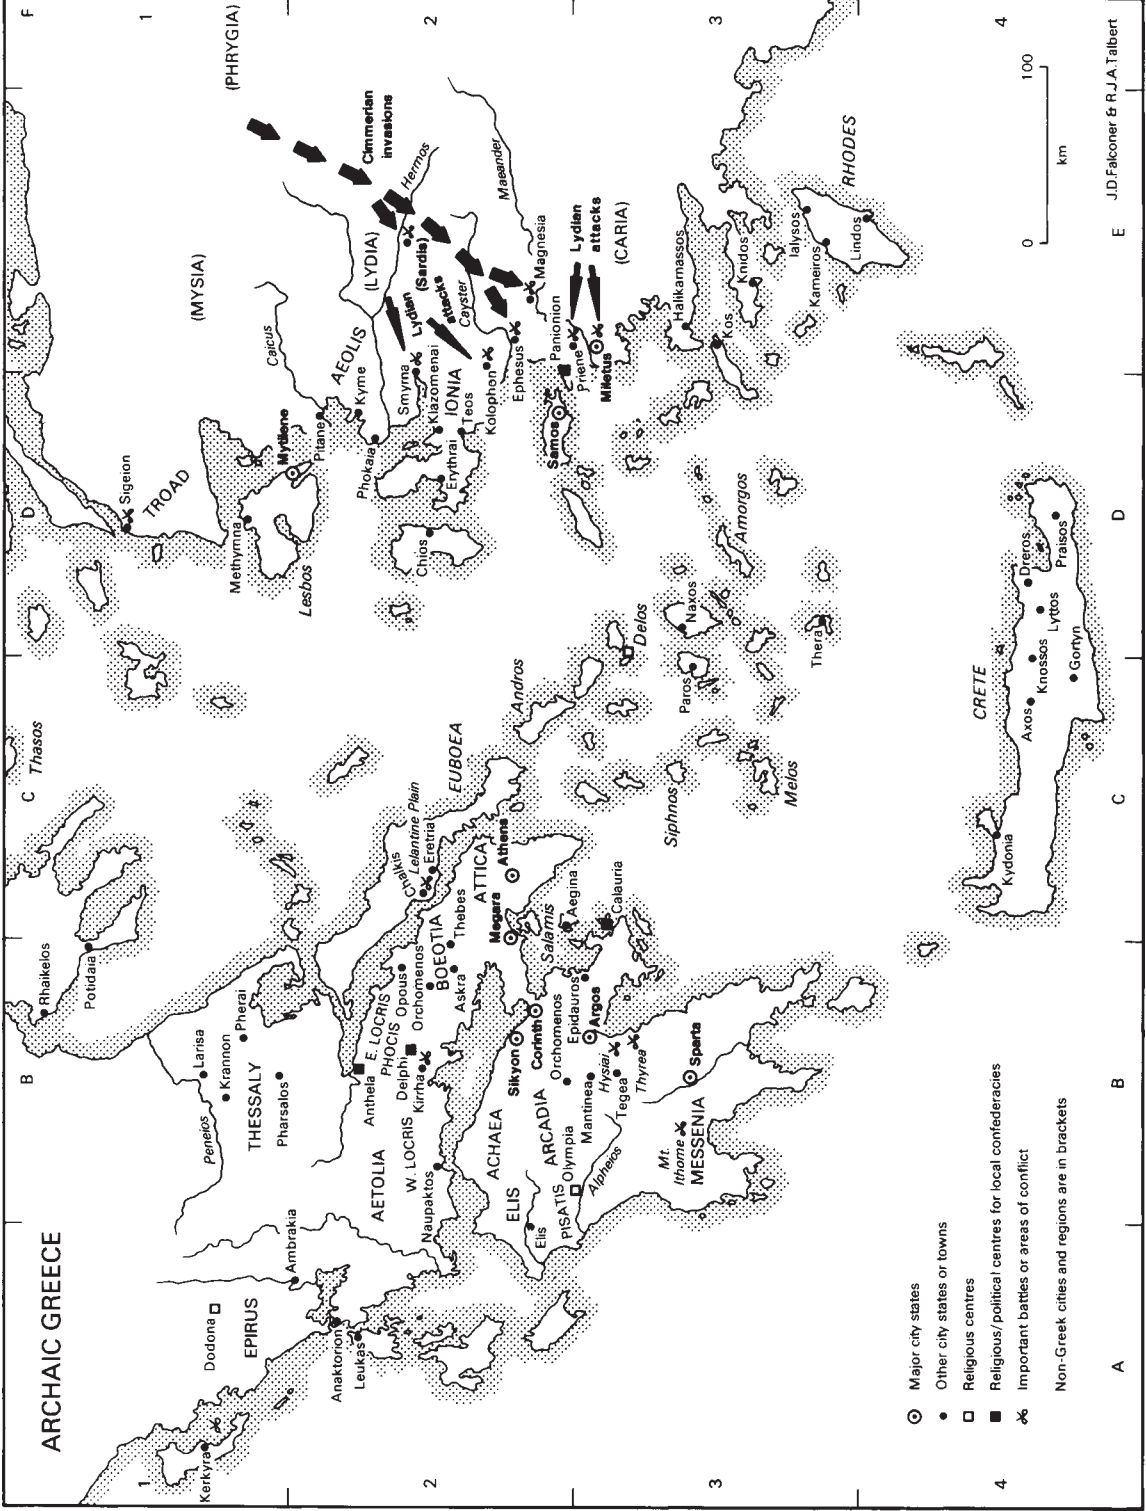 ARCHAIC GREECE
A
B
C
D
E
F
1
2
3
4
1
2
3
4
A
B
C
D
E
F
Kerkyra
Dodona
EPIRUS
Ambrakia
Anaktorion
Leukas
Rhaikelos
Potidaia
Peneios
Larisa
Krannon
Pherai
THESSALY
Pharsalos
Thasos
Sigeion
TROAD
Methymna
Lesbos
Mytilene
Pitane
(MYSIA)
Caicus
(PHRYGIA)
Cimmerian
invasions
AETOLIA
W. LOCRIS
Naupaktos
Anthela
E. LOCRIS
PHOCIS
Delphi
Kirrha
Opous
Orchomenos
BOEOTIA
Askra
Thebes
Chalkis
Lelantine Plain
Eretria
EUBOEA
ATTICA
Athens
Megara
Salamis
Aegina
Calauria
Andros
ACHAEA
Sikyon
Corinth
ELIS
Elis
PISATIS
Olympia
Alpheios
ARCADIA
Orchomenos
Mantinea
Tegea
Hysiai
Thyrea
Epidauros
Argos
Sparta
Mt.
Ithome
MESSENIA
AEOLIS
Kyme
Phokaia
Smyrna
Klazomenai
IONIA
Teos
Erythrai
Chios
Kolophon
Ephesus
(LYDIA)
(Sardis)
Hermos
Lydian
attacks
Cayster
Maeander
Magnesia
Samos
Panionion
Priene
Miletus
Lydian
attacks
(CARIA)
Halikarnassos
Kos
Knidos
Ialysos
Kameiros
Lindos
RHODES
Delos
Naxos
Paros
Amorgos
Thera
Siphnos
Melos
CRETE
Kydonia
Axos
Knossos
Gortyn
Lyttos
Dreros
Praisos
Major city states
Other city states or towns
Religious centres
Religious/political centres for local confederacies
Important battles or areas of conflict
Non-Greek cities and regions are in brackets
0
100
km
J.D.Falconer & R.J.A.Talbert